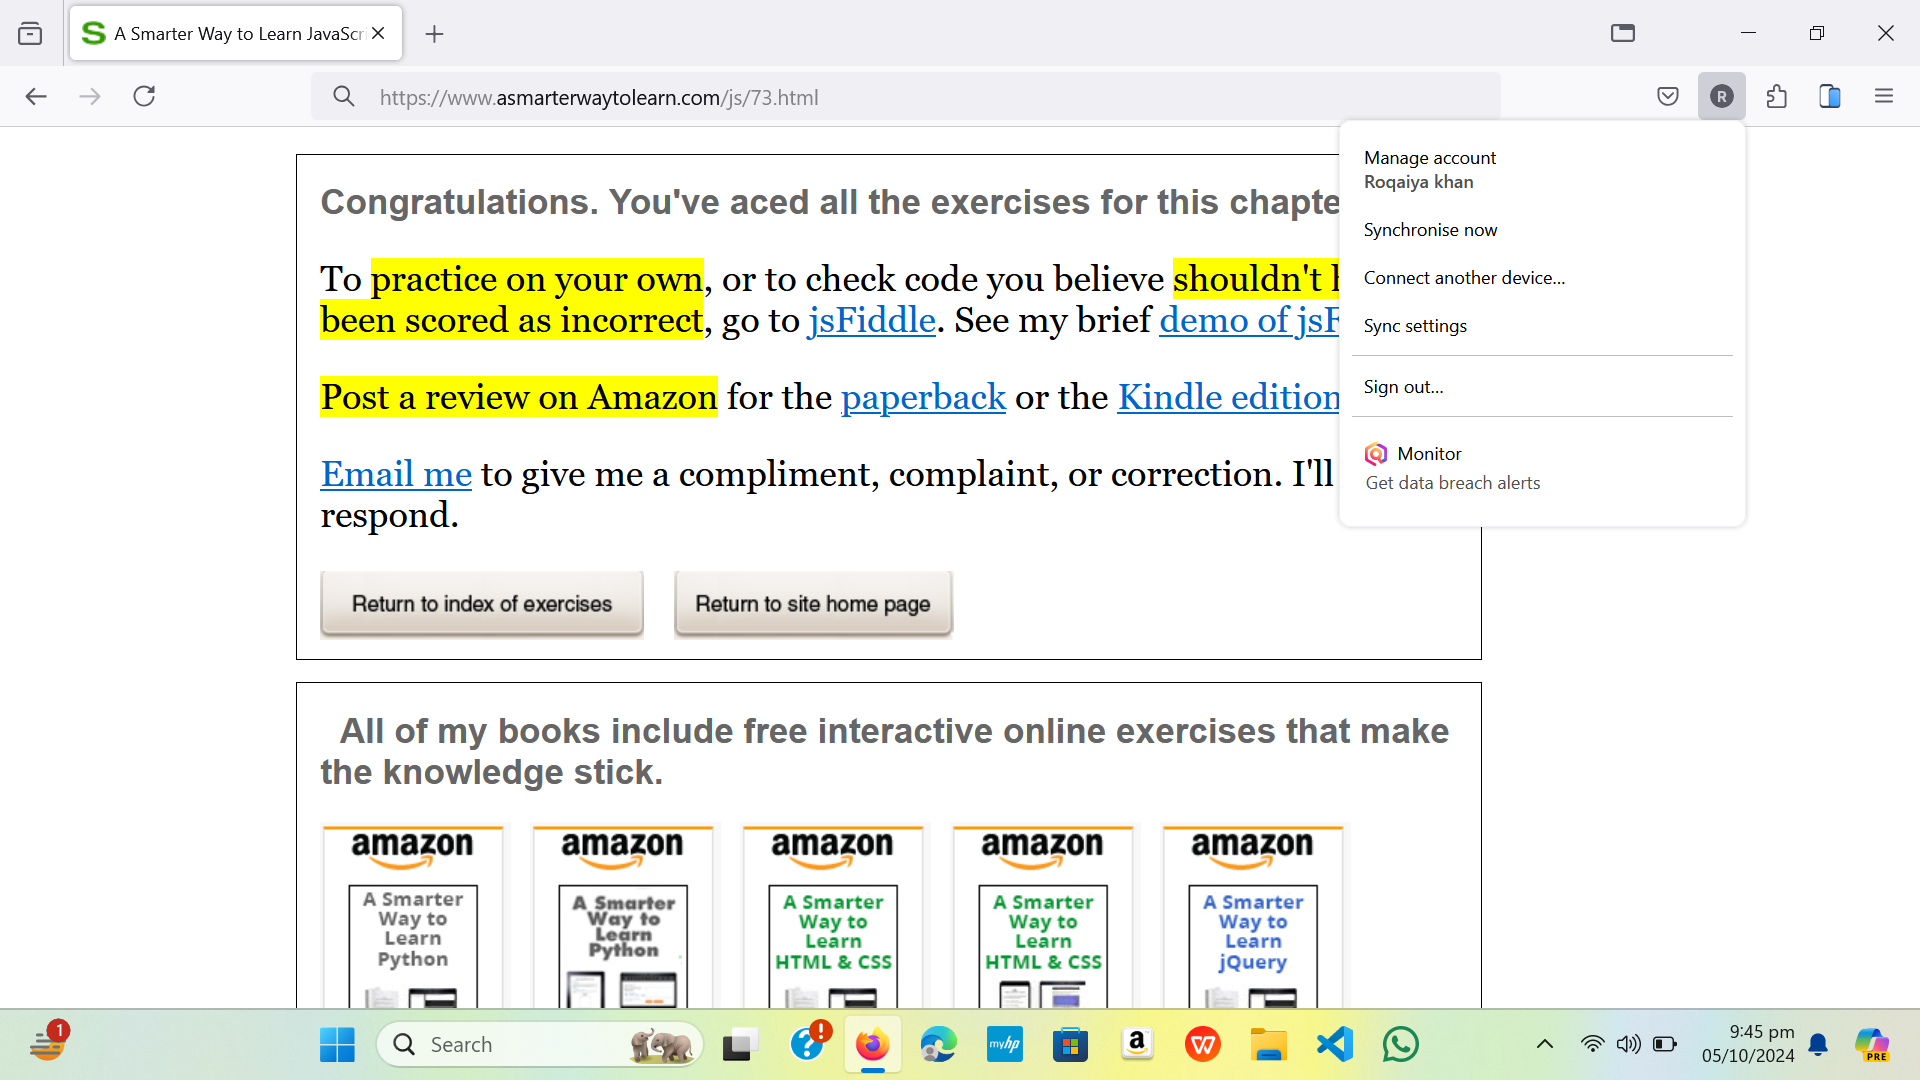 A Smarter Way to Learn JavaScri
https://www.asmarterwaytolearn.com/js/73.html
R
Manage account
Roqaiya khan
Synchronise now
Connect another device...
Sync settings
Sign out...
Monitor
Get data breach alerts
Congratulations. You've aced all the exercises for this chapte
To practice on your own, or to check code you believe shouldn't
been scored as incorrect, go to jsFiddle. See my brief demo of jsF
Post a review on Amazon for the paperback or the Kindle edition
Email me to give me a compliment, complaint, or correction. I'll
respond.
Return to index of exercises
Return to site home page
All of my books include free interactive online exercises that make
the knowledge stick.
amazon
A Smarter
Way to
Learn
Python
amazon
A Smarter
Way to
Learn
Python
amazon
A Smarter
Way to
Learn
HTML & CSS
amazon
A Smarter
Way to
Learn
HTML & CSS
amazon
A Smarter
Way to
Learn
jQuery
1
Search
myhp
a
W
9:45 pm
05/10/2024
PRE